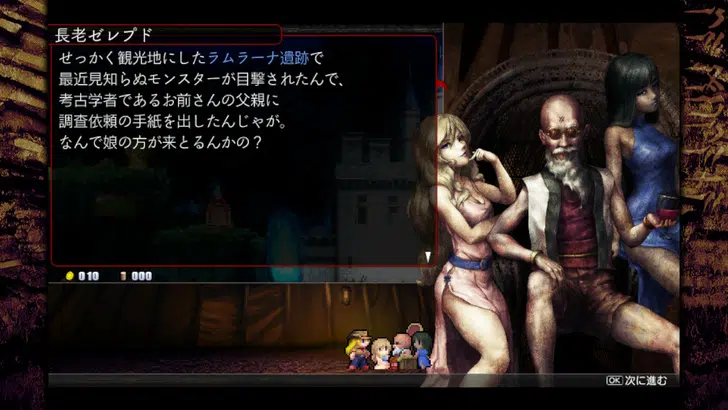 長老ゼレプド
せっかく観光地にしたラムラーナ遺跡で
最近見知らぬモンスターが目撃されたんで、
考古学者であるお前さんの父親に
調査依頼の手紙を出したんじゃが。
なんで娘の方が来とるんかの？
010 000
OK 次に進む